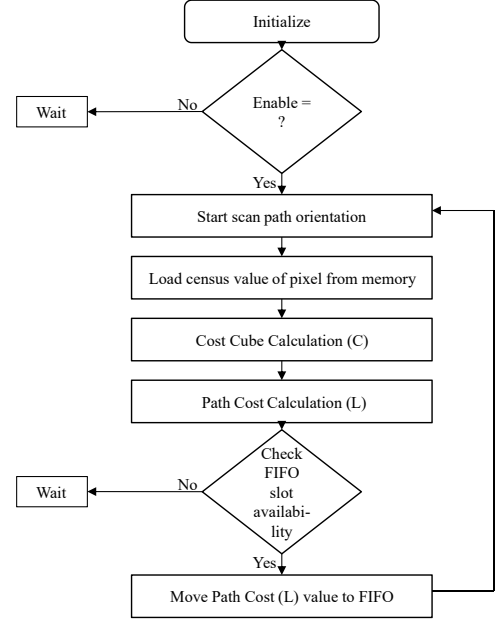 Initialize
Enable =
?
No
Wait
Yes
Start scan path orientation
Load census value of pixel from memory
Cost Cube Calculation (C)
Path Cost Calculation (L)
Check
FIFO
slot
availabi-
lity
No
Wait
Yes
Move Path Cost (L) value to FIFO